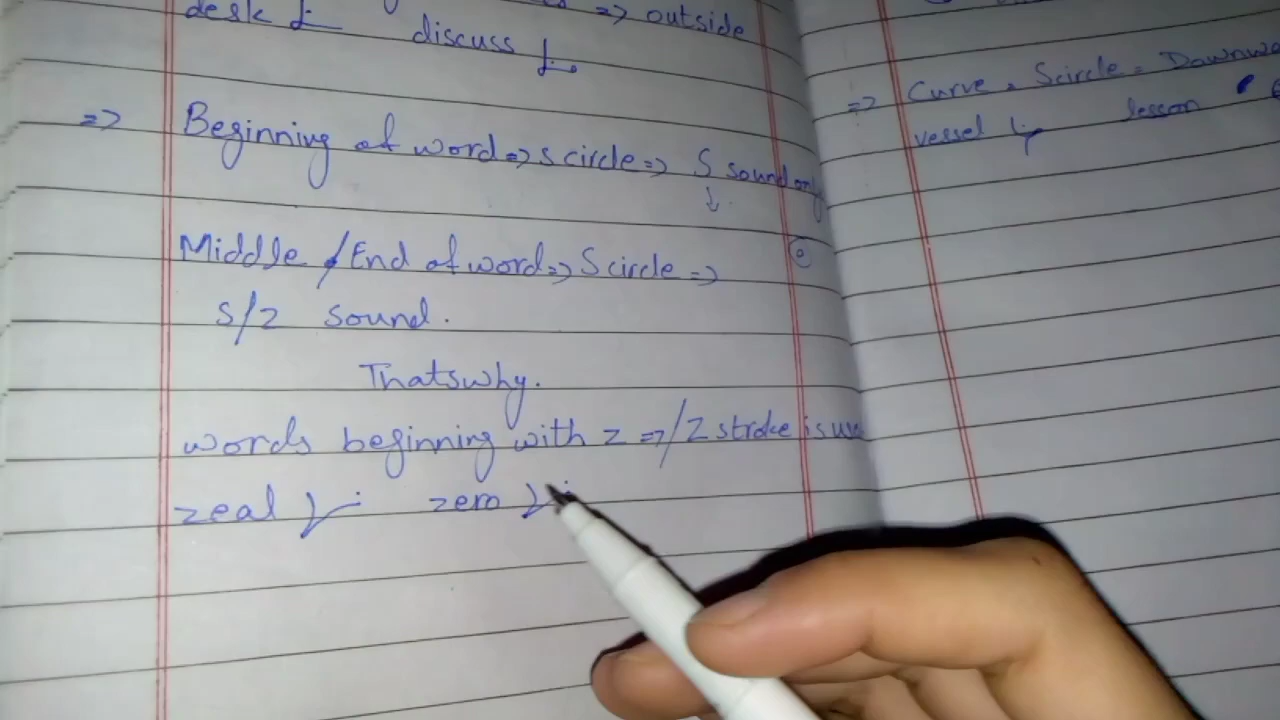 desk => outside
discuss
=> Beginning of word => s circle => S sound only
Middle / End of word => S circle =>
s/z sound.
Thatswhy.
words beginning with z => / Z stroke is
zeal zero
=> Curve, S circle =
vessel lesson